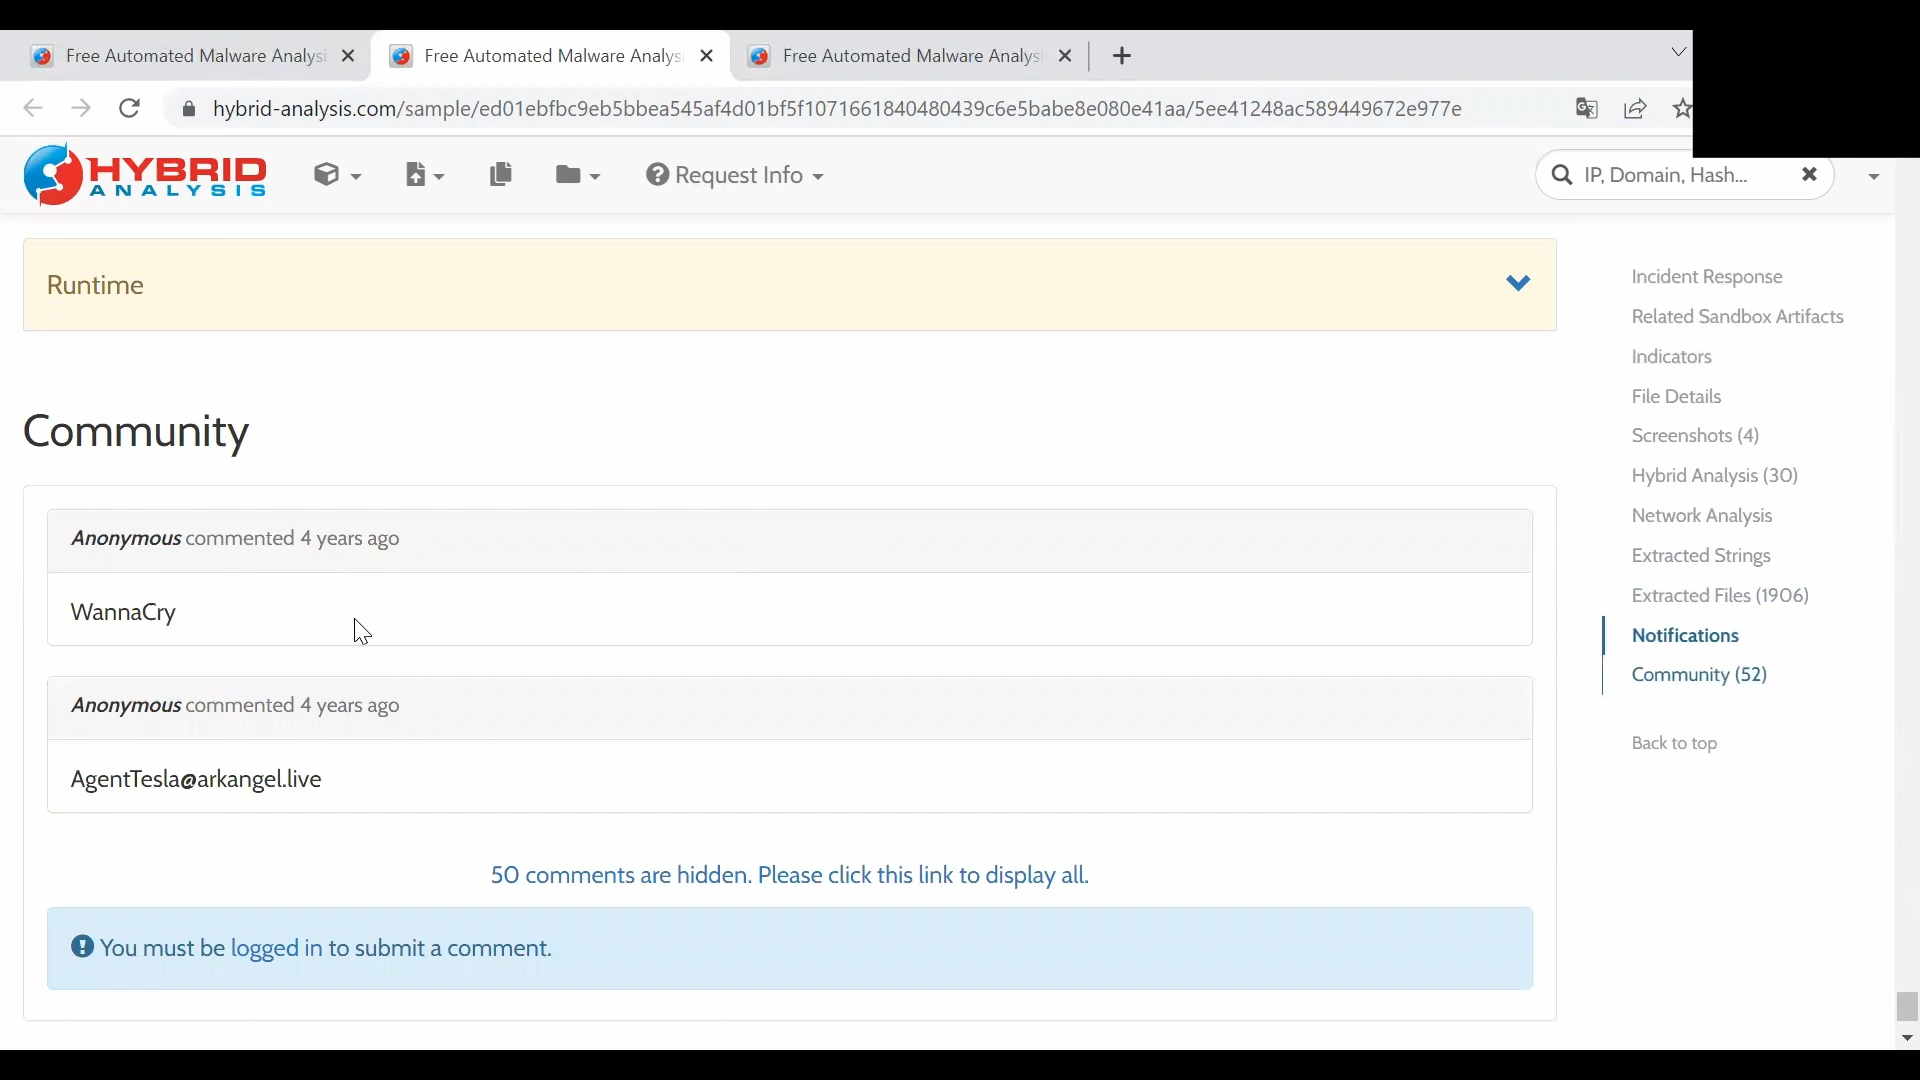 Free Automated Malware Analysi
Free Automated Malware Analys
Free Automated Malware Analys
hybrid-analysis.com/sample/ed01ebfbc9eb5bbea545af4d01bf5f1071661840480439c6e5babe8e080e41aa/5ee41248ac589449672e977e
HYBRID
ANALYSIS
Request Info
IP, Domain, Hash...
Runtime
Community
Anonymous commented 4 years ago
WannaCry
Anonymous commented 4 years ago
AgentTesla@arkangel.live
50 comments are hidden. Please click this link to display all.
You must be logged in to submit a comment.
Incident Response
Related Sandbox Artifacts
Indicators
File Details
Screenshots (4)
Hybrid Analysis (30)
Network Analysis
Extracted Strings
Extracted Files (1906)
Notifications
Community (52)
Back to top